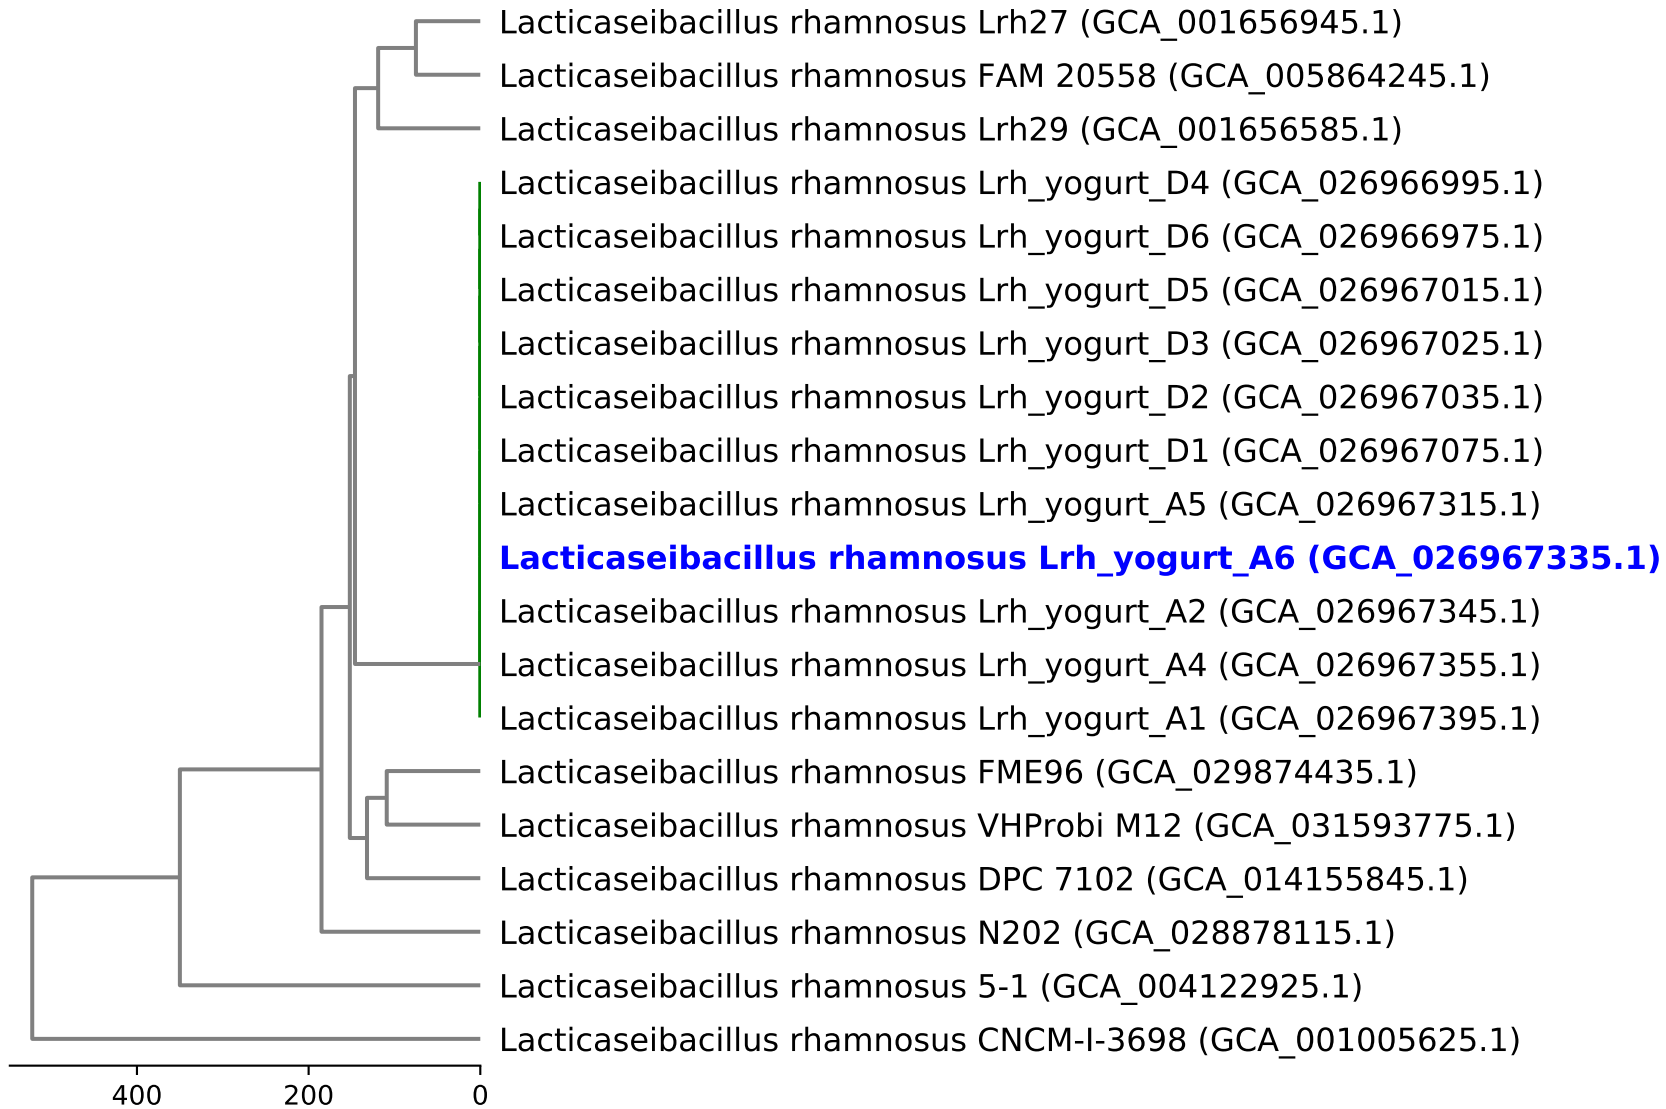 Lacticaseibacillus rhamnosus Lrh27 (GCA_001656945.1)
Lacticaseibacillus rhamnosus FAM 20558 (GCA_005864245.1)
Lacticaseibacillus rhamnosus Lrh29 (GCA_001656585.1)
Lacticaseibacillus rhamnosus Lrh_yogurt_D4 (GCA_026966995.1)
Lacticaseibacillus rhamnosus Lrh_yogurt_D6 (GCA_026966975.1)
Lacticaseibacillus rhamnosus Lrh_yogurt_D5 (GCA_026967015.1)
Lacticaseibacillus rhamnosus Lrh_yogurt_D3 (GCA_026967025.1)
Lacticaseibacillus rhamnosus Lrh_yogurt_D2 (GCA_026967035.1)
Lacticaseibacillus rhamnosus Lrh_yogurt_D1 (GCA_026967075.1)
Lacticaseibacillus rhamnosus Lrh_yogurt_A5 (GCA_026967315.1)
Lacticaseibacillus rhamnosus Lrh_yogurt_A6 (GCA_026967335.1)
Lacticaseibacillus rhamnosus Lrh_yogurt_A2 (GCA_026967345.1)
Lacticaseibacillus rhamnosus Lrh_yogurt_A4 (GCA_026967355.1)
Lacticaseibacillus rhamnosus Lrh_yogurt_A1 (GCA_026967395.1)
Lacticaseibacillus rhamnosus FME96 (GCA_029874435.1)
Lacticaseibacillus rhamnosus VHProbi M12 (GCA_031593775.1)
Lacticaseibacillus rhamnosus DPC 7102 (GCA_014155845.1)
Lacticaseibacillus rhamnosus N202 (GCA_028878115.1)
Lacticaseibacillus rhamnosus 5-1 (GCA_004122925.1)
Lacticaseibacillus rhamnosus CNCM-I-3698 (GCA_001005625.1)
400 200 0